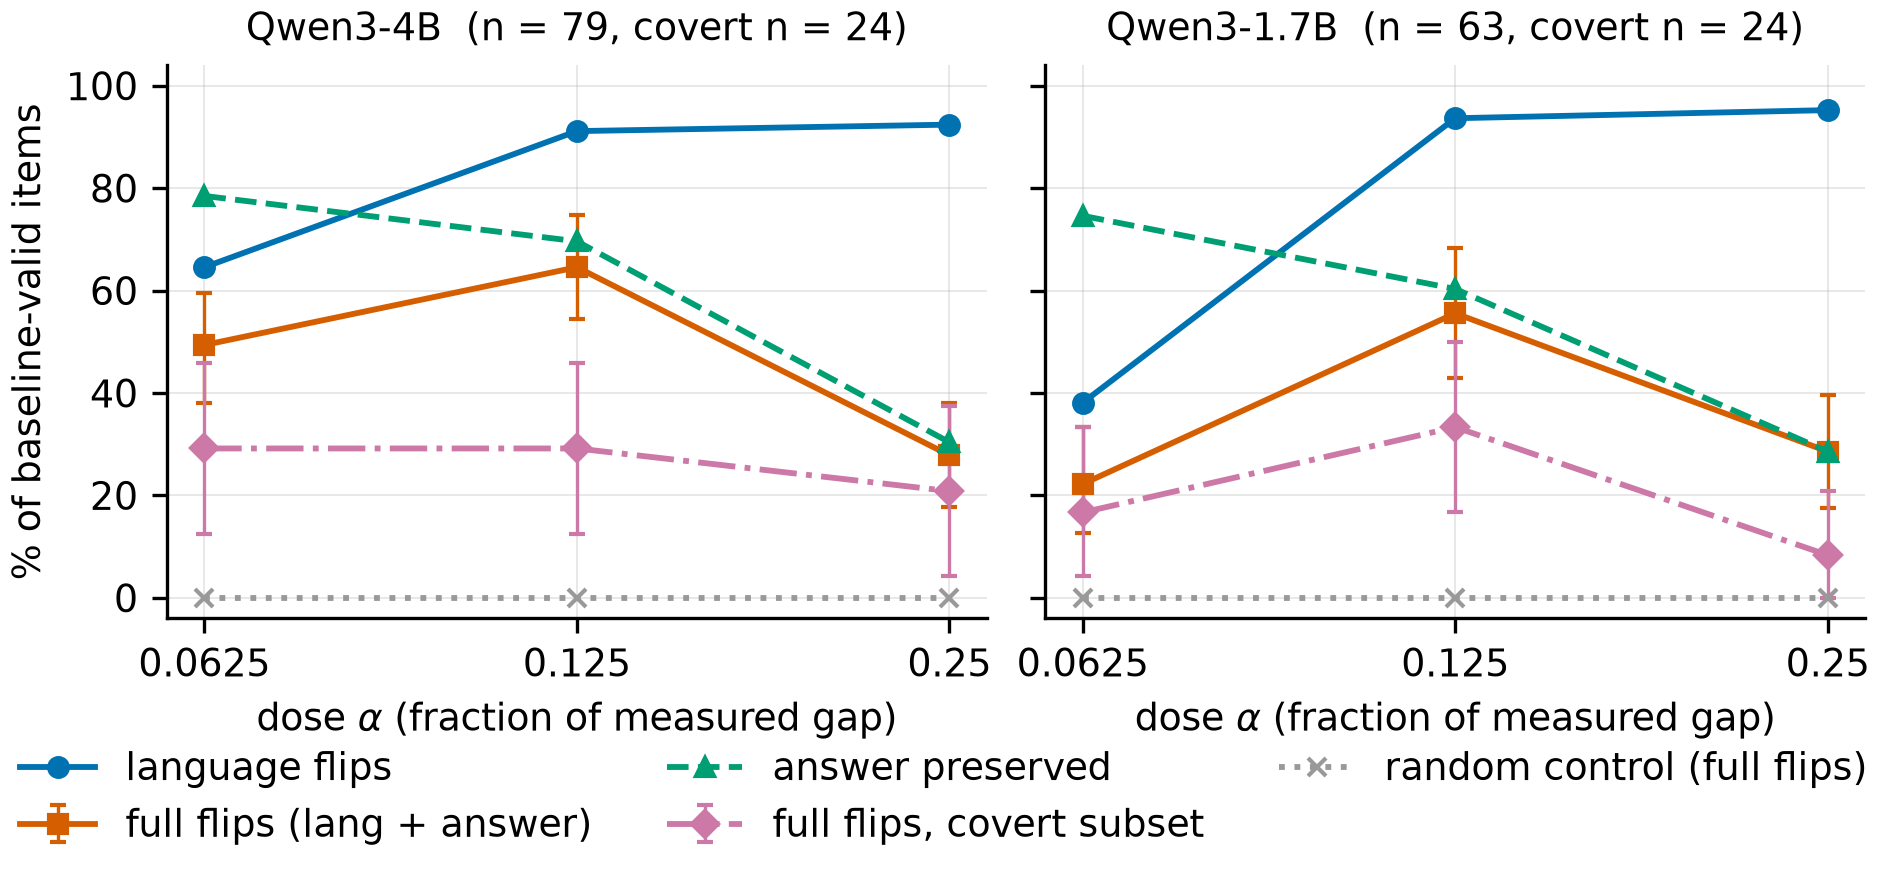 Qwen3-4B (n = 79, covert n = 24)
Qwen3-1.7B (n = 63, covert n = 24)
% of baseline-valid items
100
80
60
40
20
0
0.0625 0.125 0.25
0.0625 0.125 0.25
dose α (fraction of measured gap)
dose α (fraction of measured gap)
language flips
full flips (lang + answer)
answer preserved
full flips, covert subset
random control (full flips)